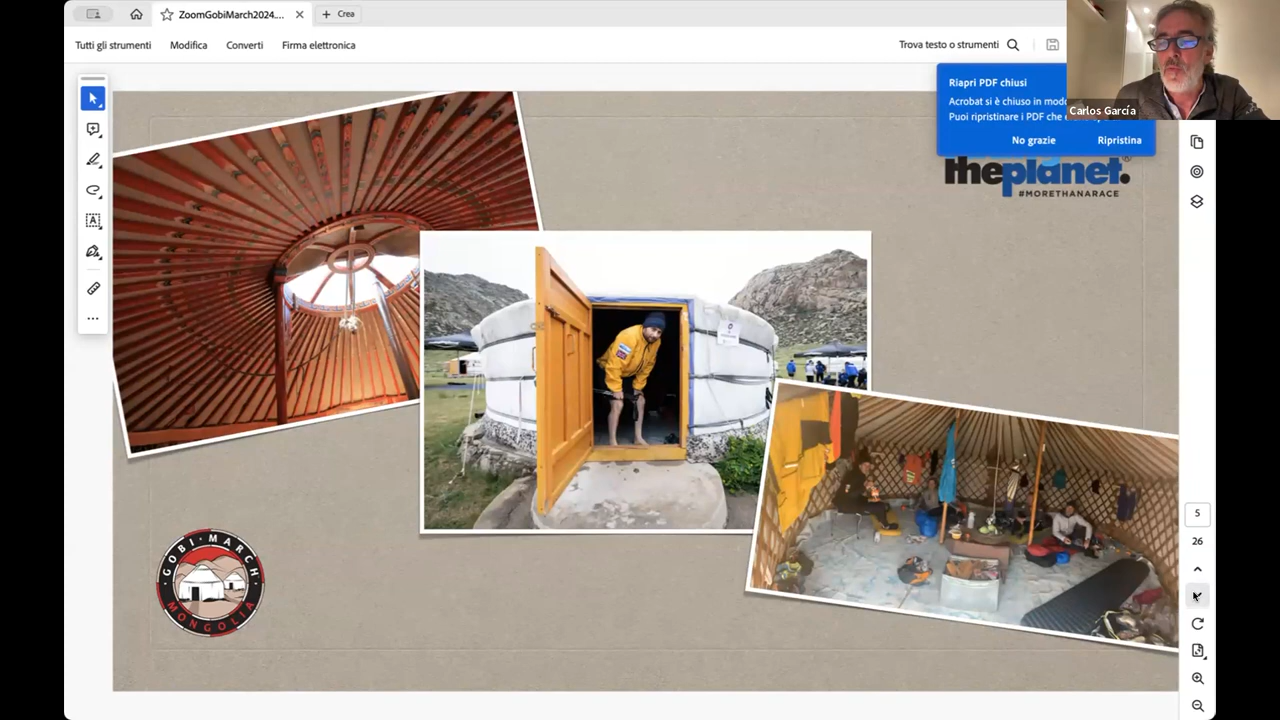 ZoomGobiMarch2024....
Crea
Tutti gli strumenti
Modifica
Converti
Firma elettronica
Trova testo o strumenti
Riapri PDF chiusi
Acrobat si è chiuso in mod
Puoi ripristinare i PDF che
No grazie
Ripristina
Carlos García
theplanet.®
#MORETHANARACE
GOBI · MARCH
MONGOLIA
5
26